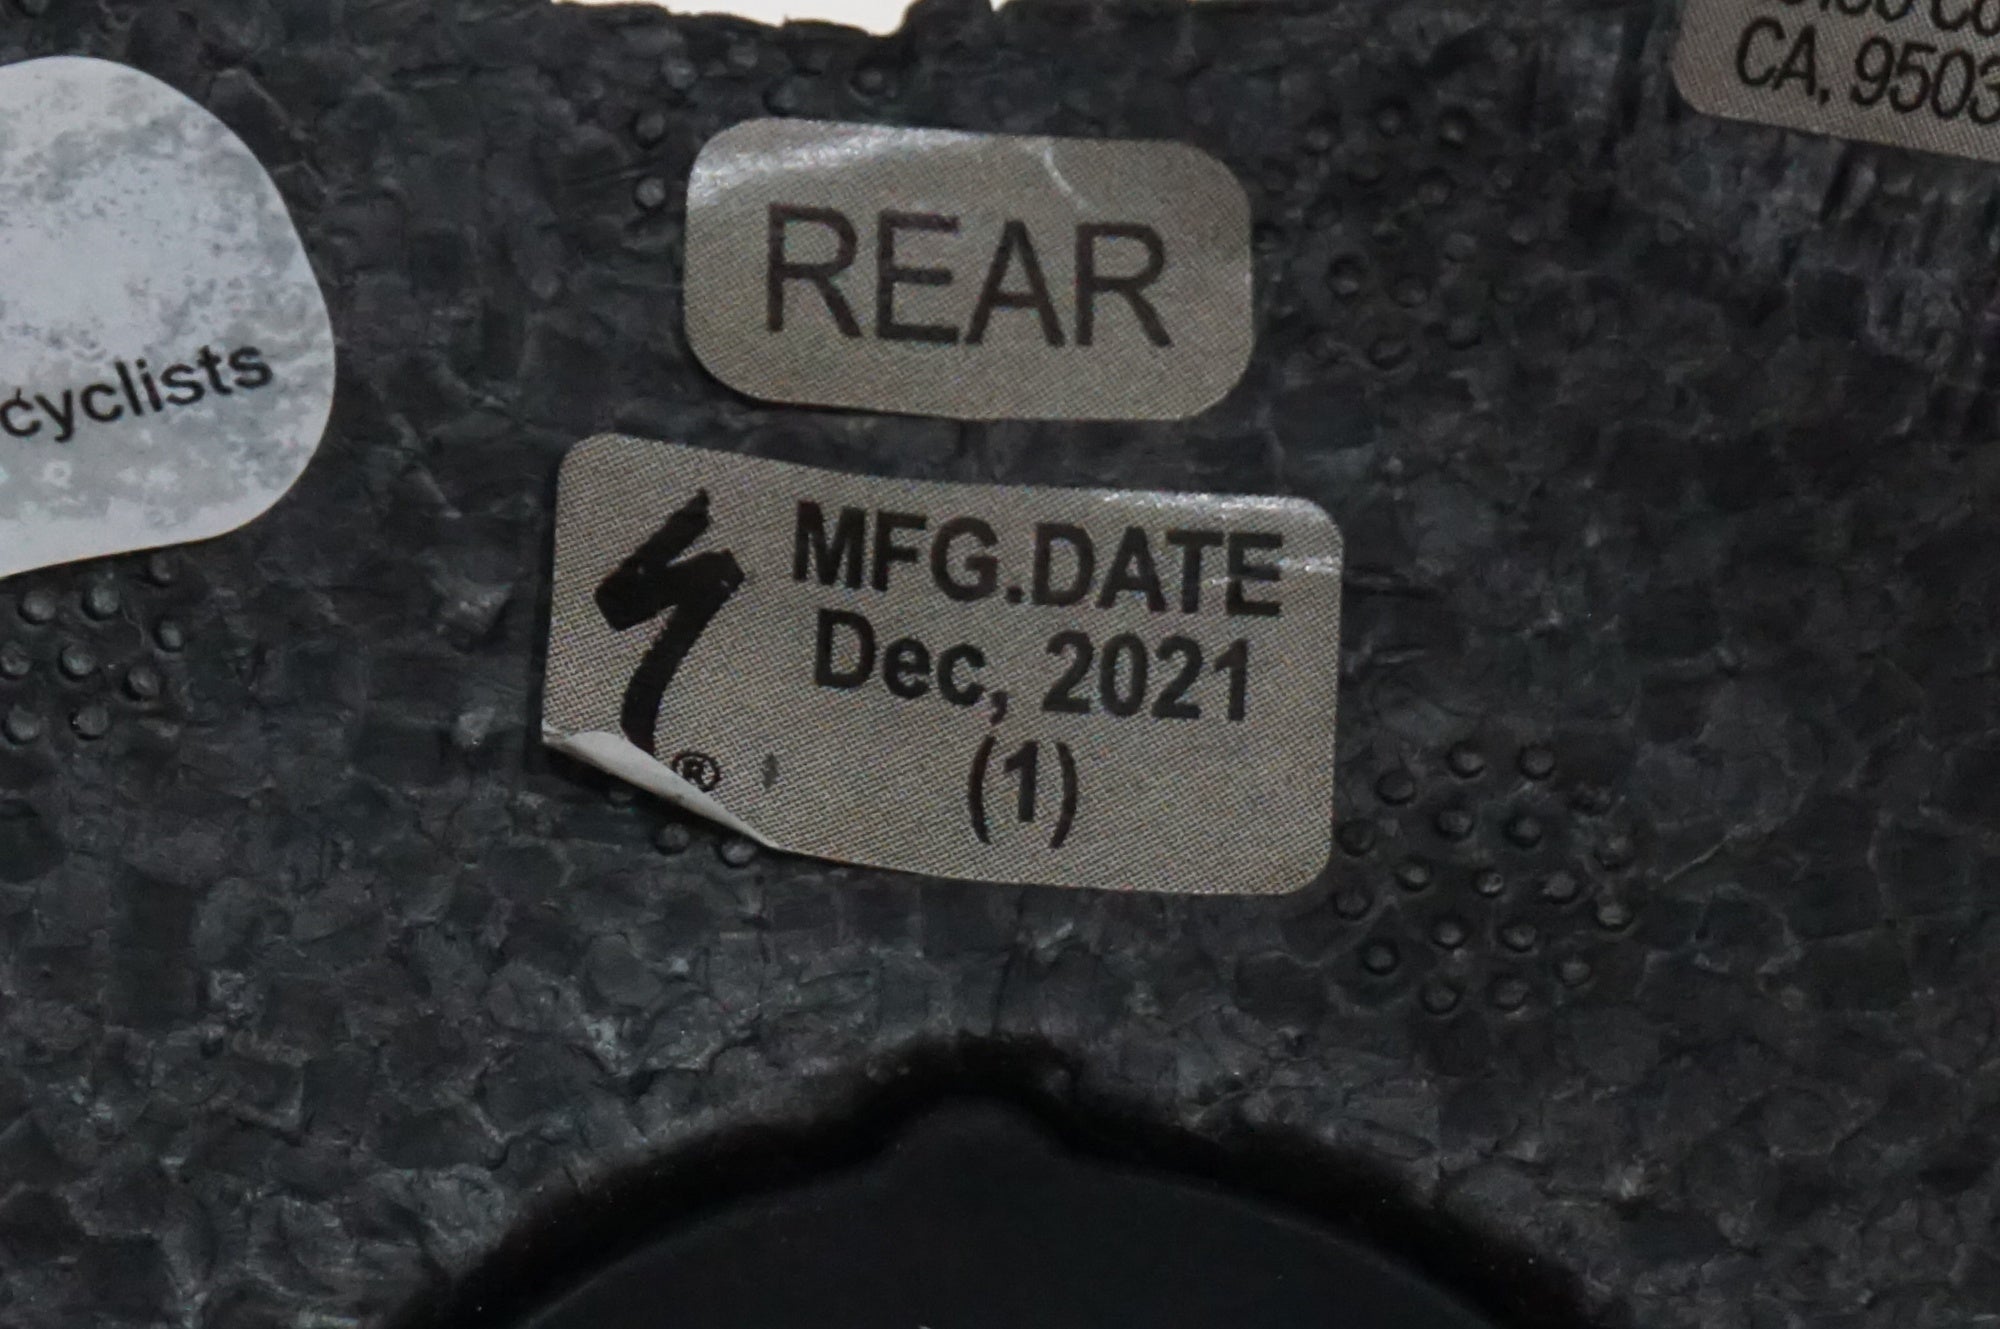 CA, 9503
REAR
cyclists
MFG.DATE
Dec, 2021
®
(1)